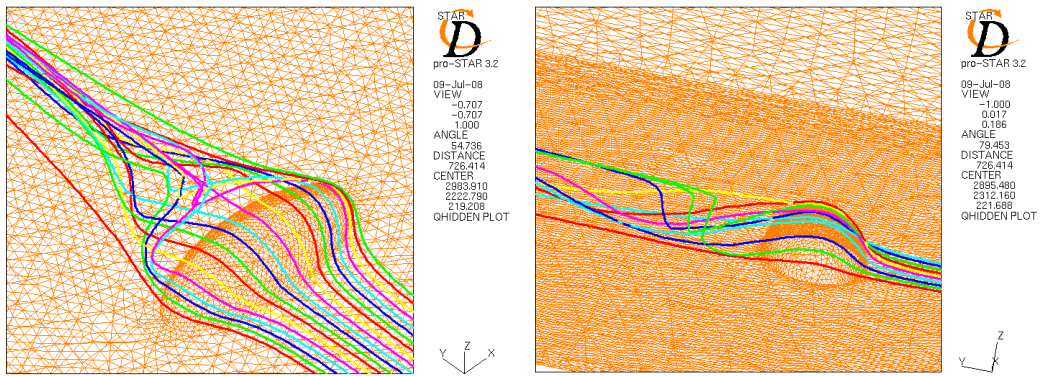 STAR
D
pro-STAR 3.2
09-Jul-08
VIEW
-0.707
-0.707
1.000
ANGLE
54.736
DISTANCE
726.414
CENTER
2983.910
2222.790
219.208
QHIDDEN PLOT
Y Z X
STAR
D
pro-STAR 3.2
09-Jul-08
VIEW
-1.000
0.017
0.186
ANGLE
79.453
DISTANCE
726.414
CENTER
2895.480
2312.160
221.688
QHIDDEN PLOT
Z
Y X